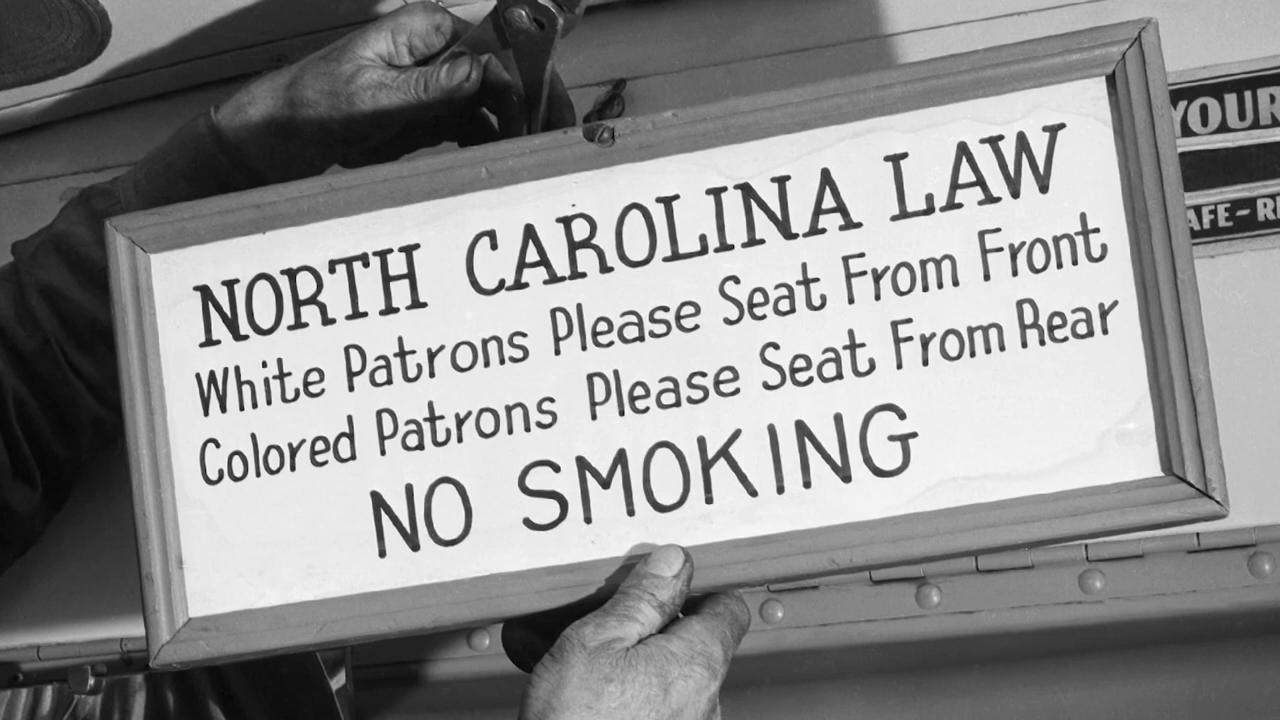 NORTH CAROLINA LAW
White Patrons Please Seat From Front
Colored Patrons Please Seat From Rear
NO SMOKING
YOUR